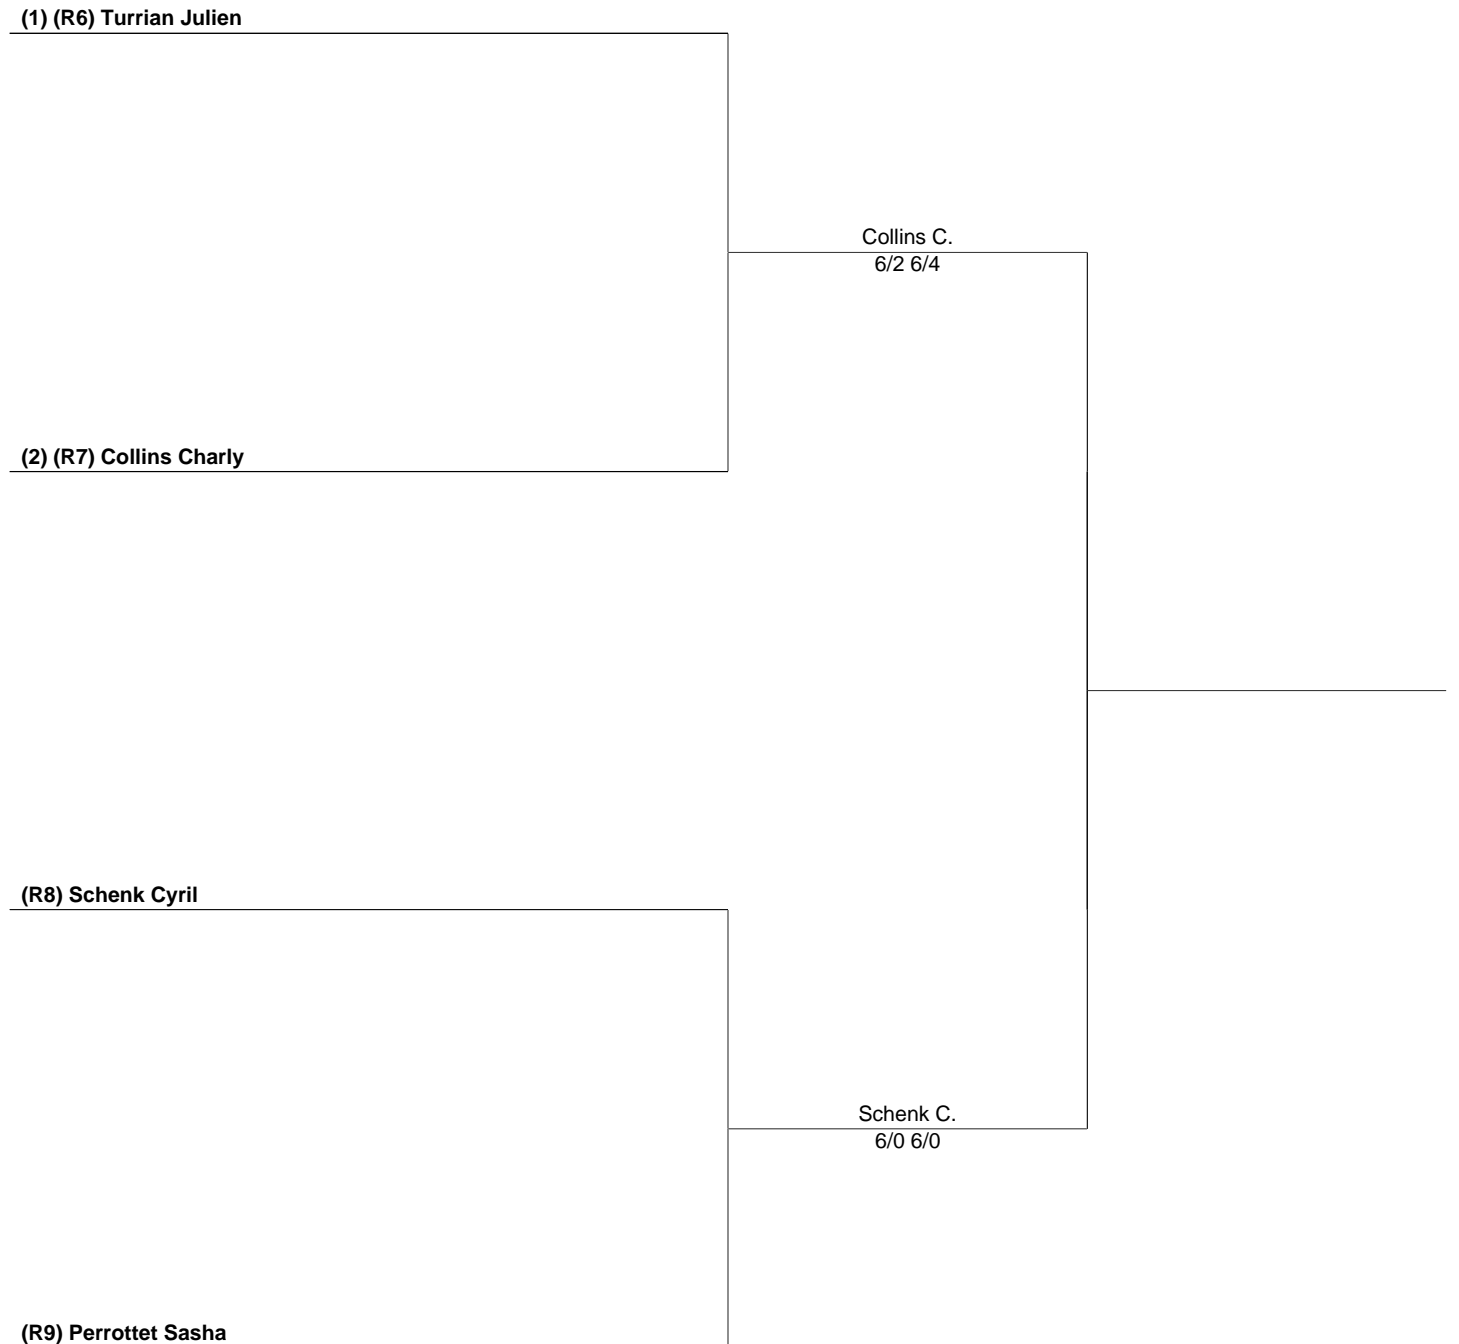 (1) (R6) Turrian Julien
Collins C.
6/2 6/4
(2) (R7) Collins Charly
(R8) Schenk Cyril
Schenk C.
6/0 6/0
(R9) Perrottet Sasha